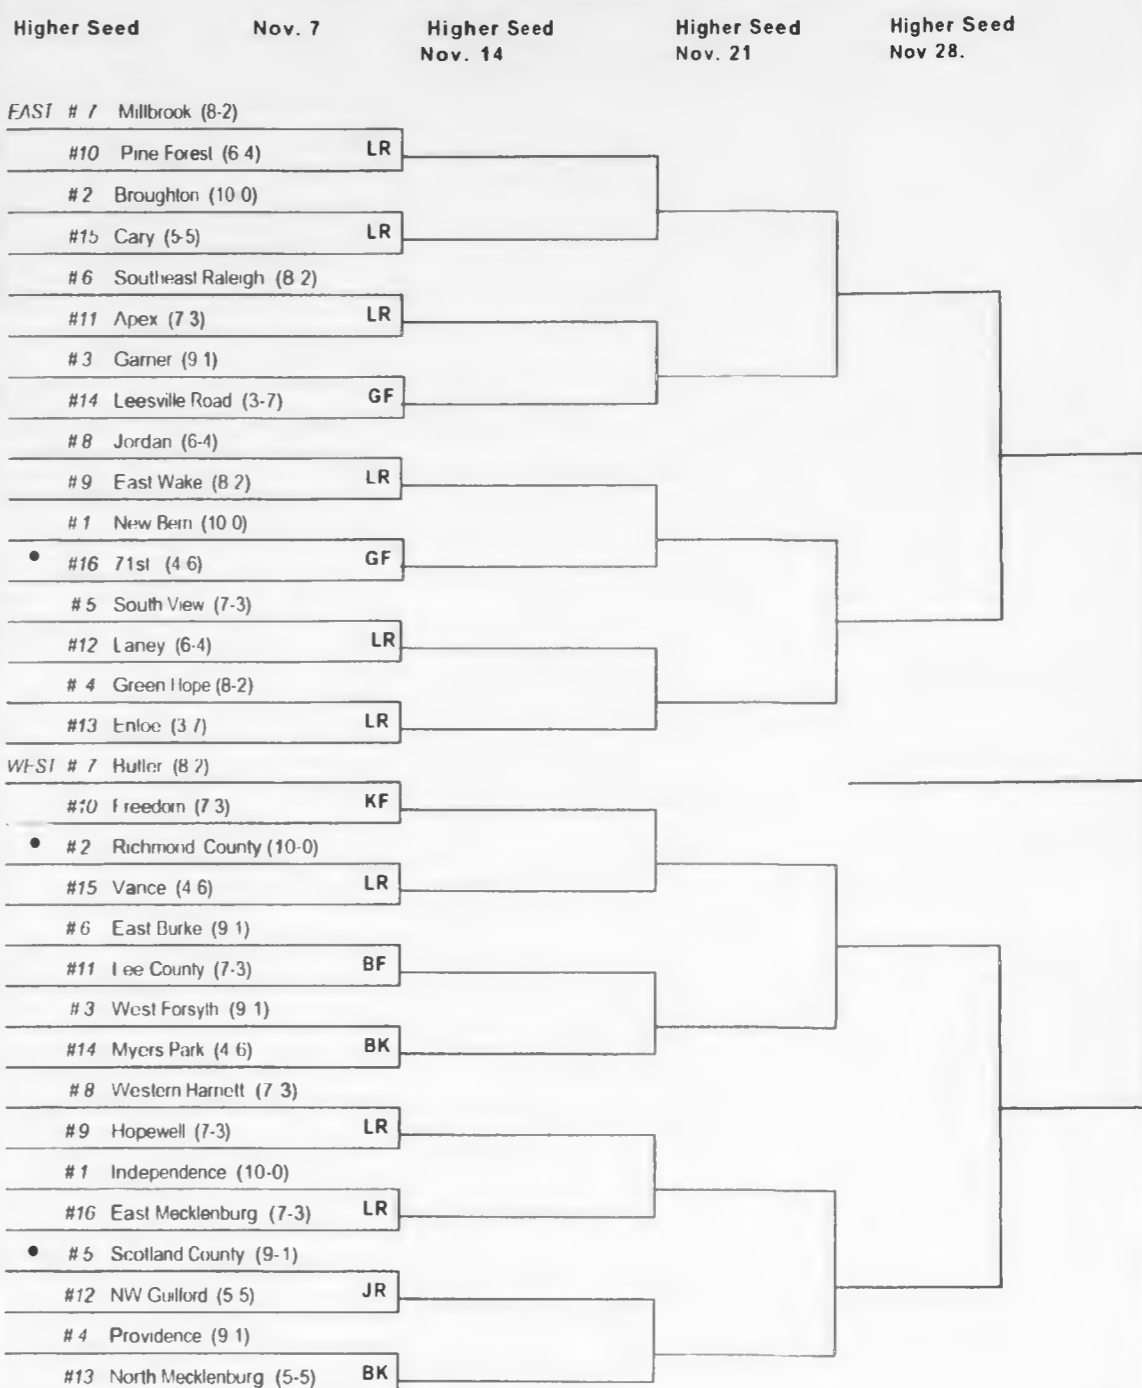 Higher Seed Nov. 7 Higher Seed Nov. 14 Higher Seed Nov. 21 Higher Seed Nov 28.
EAST # 7 Millbrook (8-2)
#10 Pine Forest (6 4) LR
# 2 Broughton (10 0)
#15 Cary (5-5) LR
# 6 Southeast Raleigh (8 2)
#11 Apex (7 3) LR
# 3 Garner (9 1)
#14 Leesville Road (3-7) GF
# 8 Jordan (6-4)
# 9 East Wake (8 2) LR
# 1 New Bern (10 0)
• #16 71st (4 6) GF
# 5 South View (7-3)
#12 Laney (6-4) LR
# 4 Green Hope (8-2)
#13 Enloe (3 7) LR
WEST # 7 Butler (8 2)
#10 Freedom (7 3) KF
• # 2 Richmond County (10-0)
#15 Vance (4 6) LR
# 6 East Burke (9 1)
#11 Lee County (7-3) BF
# 3 West Forsyth (9 1)
#14 Myers Park (4 6) BK
# 8 Western Harnett (7 3)
# 9 Hopewell (7-3) LR
# 1 Independence (10-0)
#16 East Mecklenburg (7-3) LR
• # 5 Scotland County (9-1)
#12 NW Guilford (5 5) JR
# 4 Providence (9 1)
#13 North Mecklenburg (5-5) BK